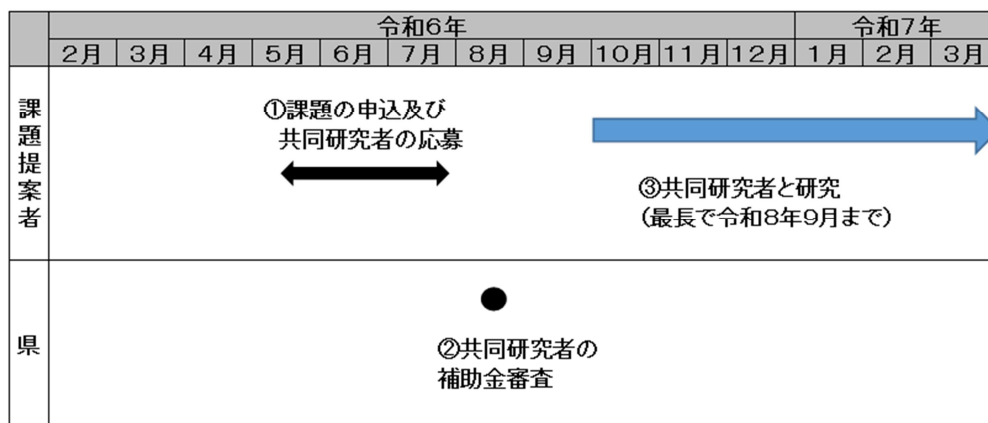 令和6年
令和7年
2月 3月 4月 5月 6月 7月 8月 9月 10月 11月 12月 1月 2月 3月
課題提案者
①課題の申込及び
共同研究者の応募
③共同研究者と研究
(最長で令和8年9月まで)
県
②共同研究者の
補助金審査